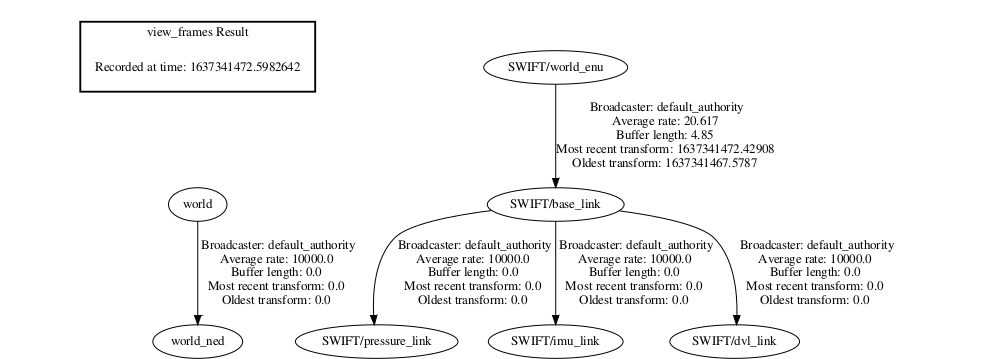 view_frames Result
Recorded at time: 1637341472.5982642
SWIFT/world_enu
Broadcaster: default_authority
Average rate: 20.617
Buffer length: 4.85
Most recent transform: 1637341472.42908
Oldest transform: 1637341467.5787
world
SWIFT/base_link
Broadcaster: default_authority
Average rate: 10000.0
Buffer length: 0.0
Most recent transform: 0.0
Oldest transform: 0.0
Broadcaster: default_authority
Average rate: 10000.0
Buffer length: 0.0
Most recent transform: 0.0
Oldest transform: 0.0
Broadcaster: default_authority
Average rate: 10000.0
Buffer length: 0.0
Most recent transform: 0.0
Oldest transform: 0.0
Broadcaster: default_authority
Average rate: 10000.0
Buffer length: 0.0
Most recent transform: 0.0
Oldest transform: 0.0
world_ned
SWIFT/pressure_link
SWIFT/imu_link
SWIFT/dvl_link